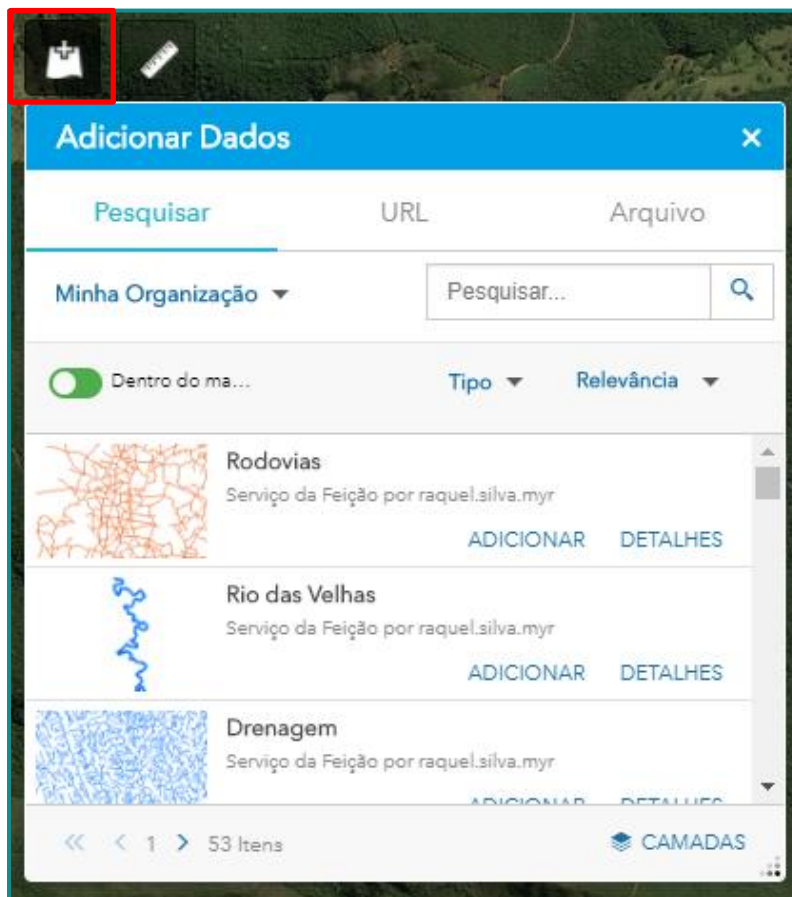 Adicionar Dados ×
Pesquisar URL Arquivo
Minha Organização Pesquisar...
Dentro do ma... Tipo Relevância
Rodovias
Serviço da Feição por raquel.silva.myr
ADICIONAR DETALHES
Rio das Velhas
Serviço da Feição por raquel.silva.myr
ADICIONAR DETALHES
Drenagem
Serviço da Feição por raquel.silva.myr
ADICIONAR DETALHES
« < 1 > 53 Itens CAMADAS